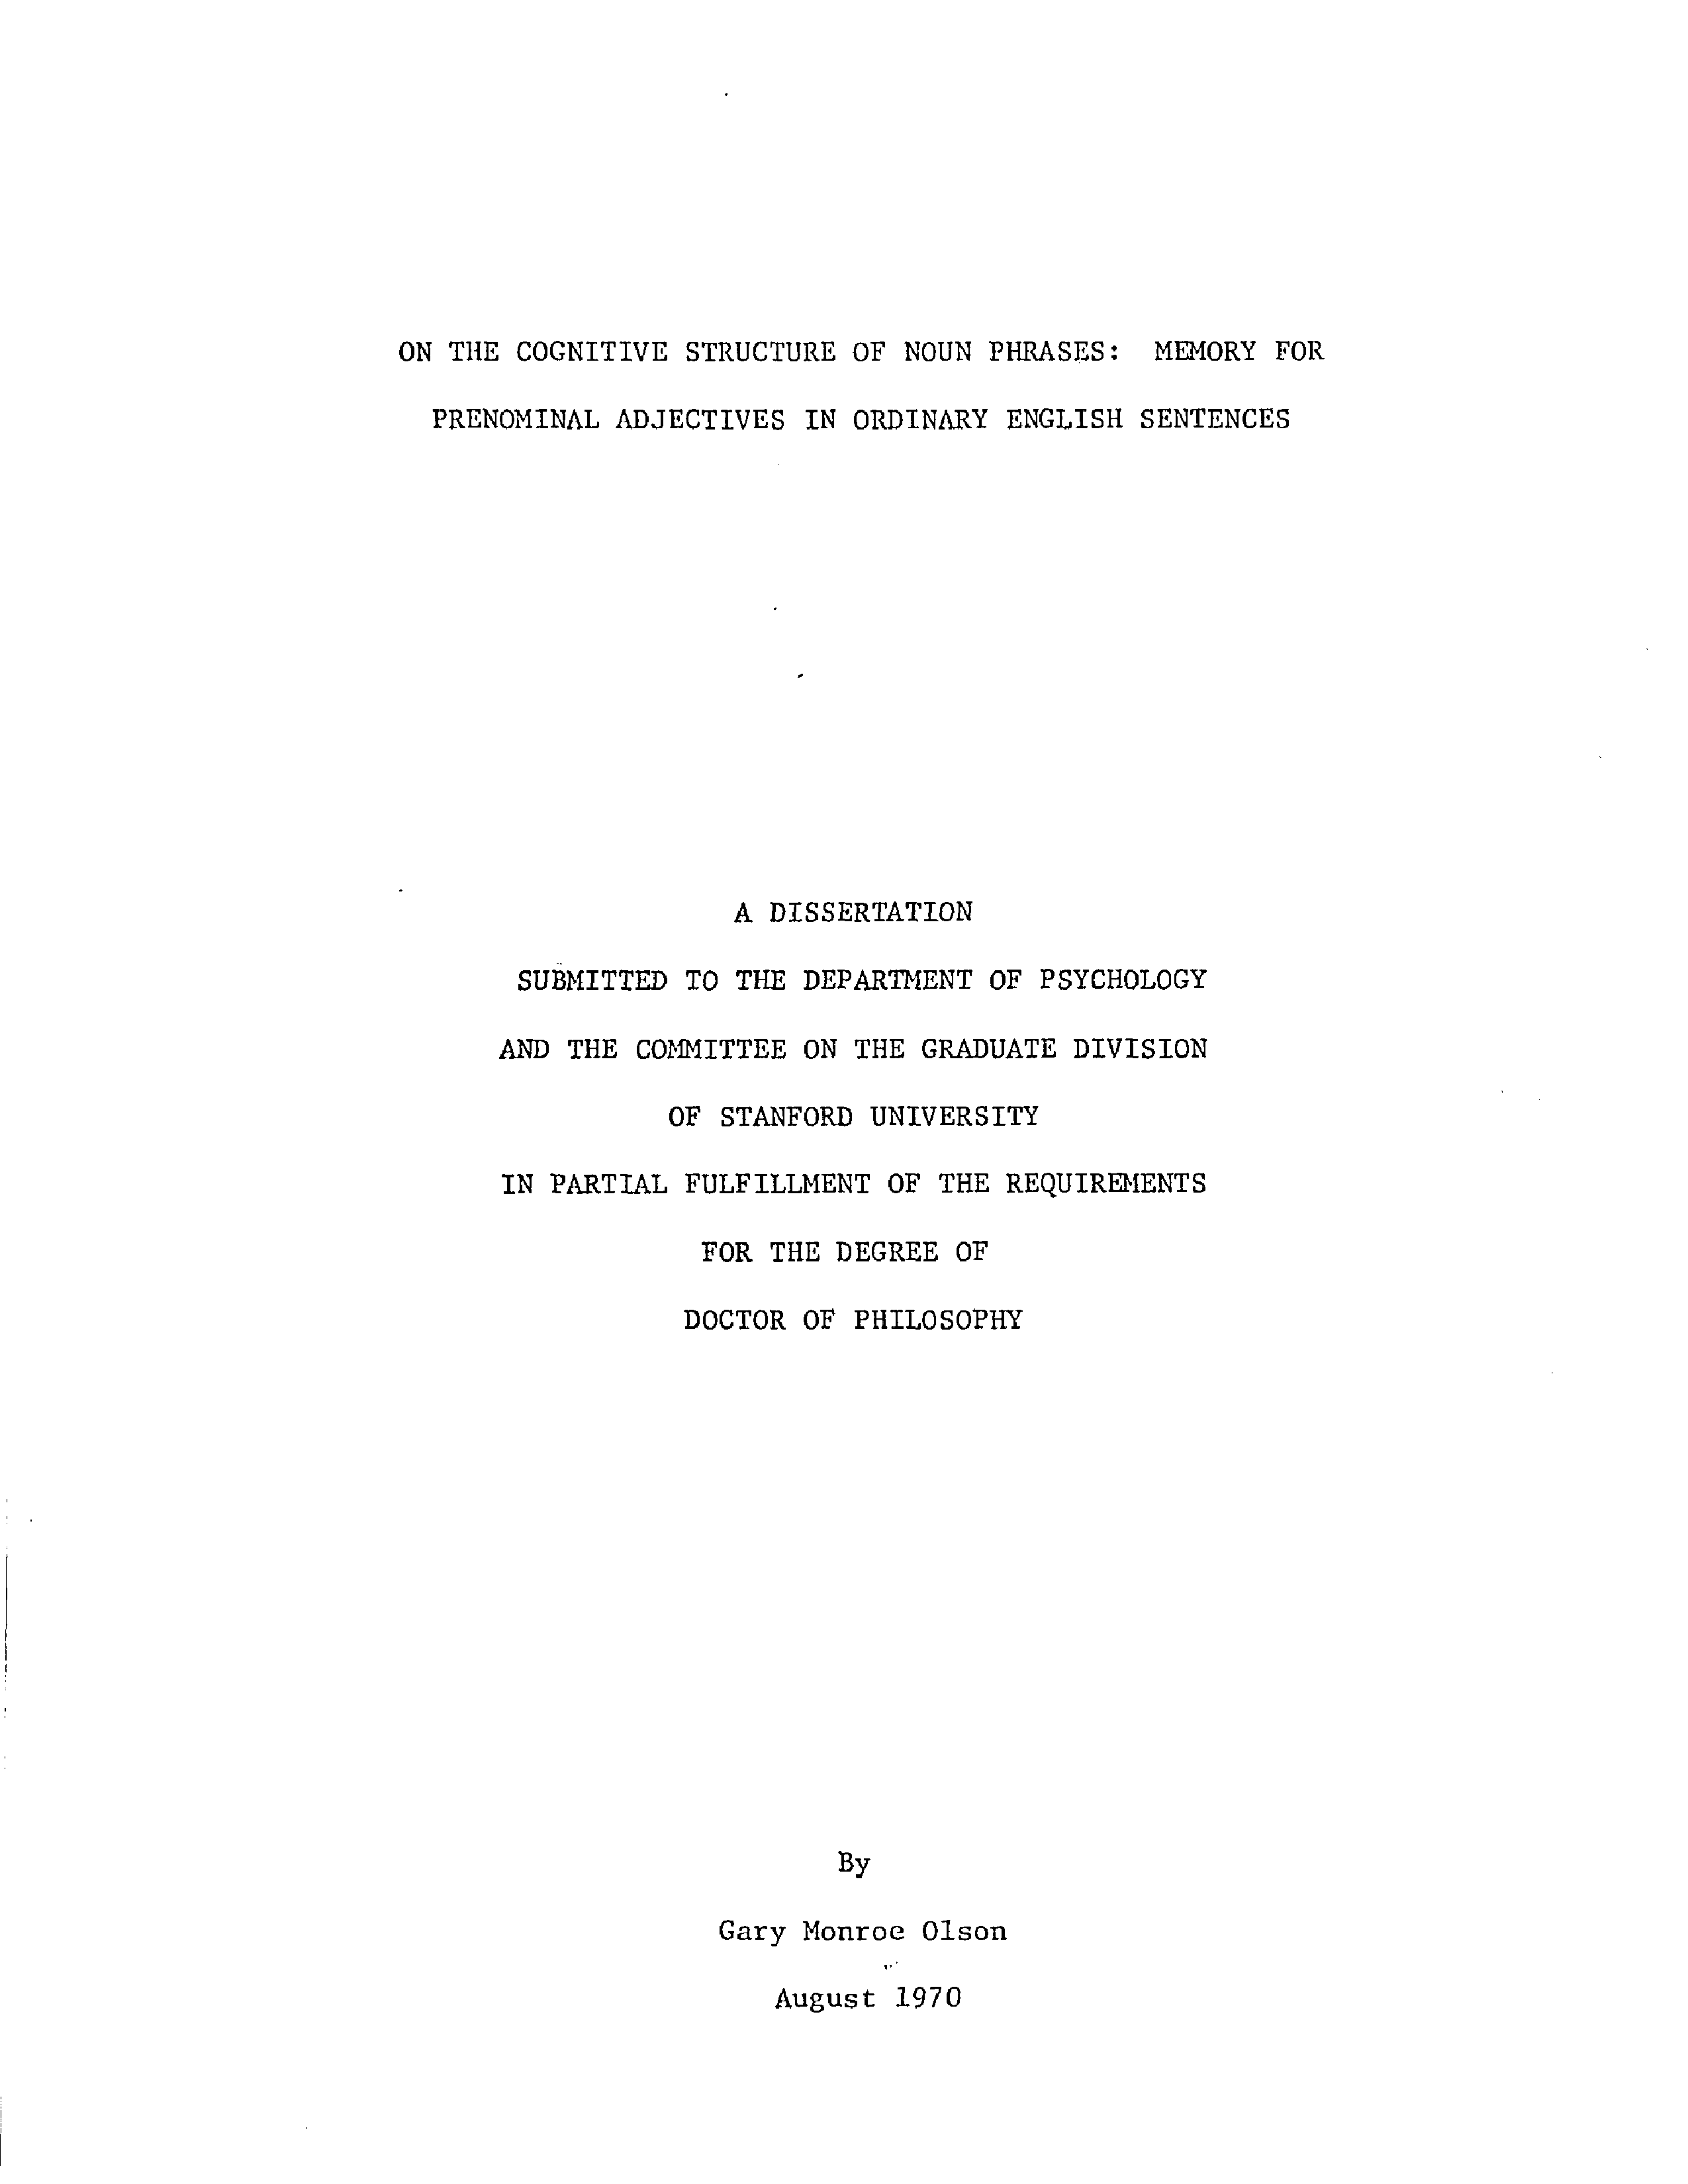 ON THE COGNITIVE STRUCTURE OF NOUN PHRASES: MEMORY FOR
PRENOMINAL ADJECTIVES IN ORDINARY ENGLISH SENTENCES
A DISSERTATION
SUBMITTED TO THE DEPARTMENT OF PSYCHOLOGY
AND THE COMMITTEE ON THE GRADUATE DIVISION
OF STANFORD UNIVERSITY
IN PARTIAL FULFILLMENT OF THE REQUIREMENTS
FOR THE DEGREE OF
DOCTOR OF PHILOSOPHY
By
Gary Monroe Olson
August 1970